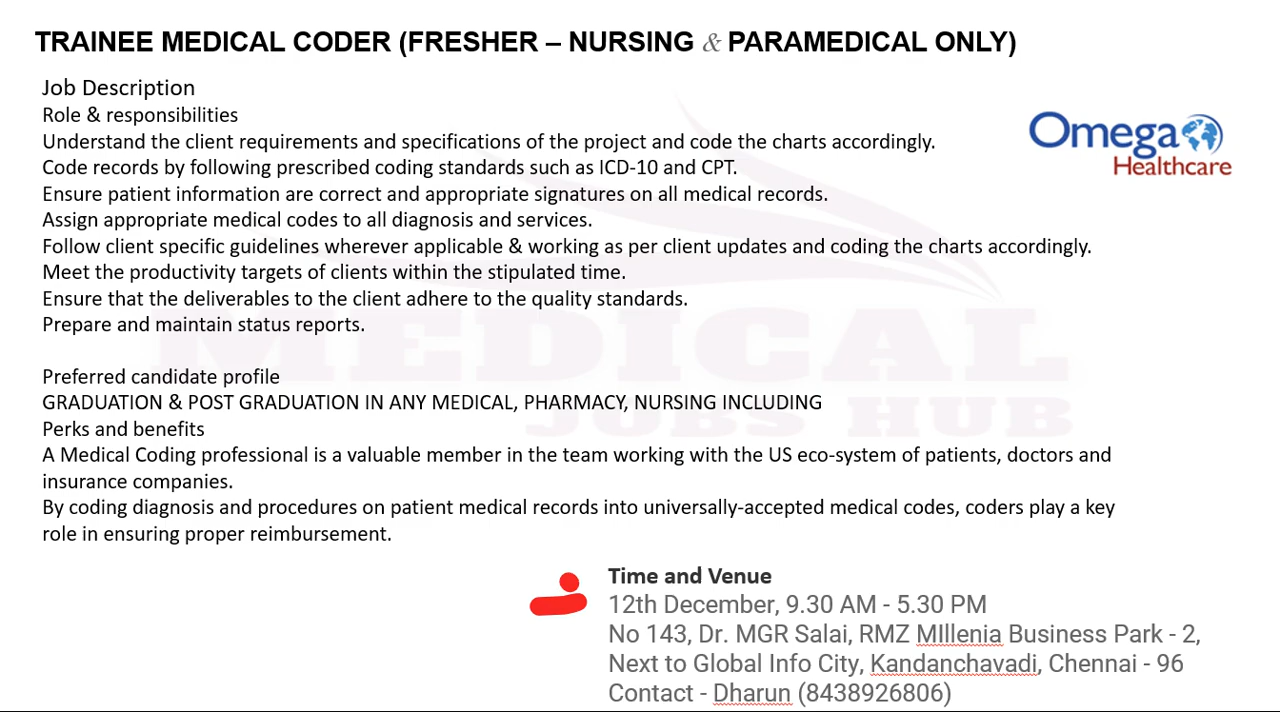 TRAINEE MEDICAL CODER (FRESHER – NURSING & PARAMEDICAL ONLY)
Job Description
Role & responsibilities
Understand the client requirements and specifications of the project and code the charts accordingly.
Code records by following prescribed coding standards such as ICD-10 and CPT.
Ensure patient information are correct and appropriate signatures on all medical records.
Assign appropriate medical codes to all diagnosis and services.
Follow client specific guidelines wherever applicable & working as per client updates and coding the charts accordingly.
Meet the productivity targets of clients within the stipulated time.
Ensure that the deliverables to the client adhere to the quality standards.
Prepare and maintain status reports.
Omega
Healthcare
MEDICAL
JOBS HUB
Preferred candidate profile
GRADUATION & POST GRADUATION IN ANY MEDICAL, PHARMACY, NURSING INCLUDING
Perks and benefits
A Medical Coding professional is a valuable member in the team working with the US eco-system of patients, doctors and
insurance companies.
By coding diagnosis and procedures on patient medical records into universally-accepted medical codes, coders play a key
role in ensuring proper reimbursement.
Time and Venue
12th December, 9.30 AM - 5.30 PM
No 143, Dr. MGR Salai, RMZ MIllenia Business Park - 2,
Next to Global Info City, Kandanchavadi, Chennai - 96
Contact - Dharun (8438926806)